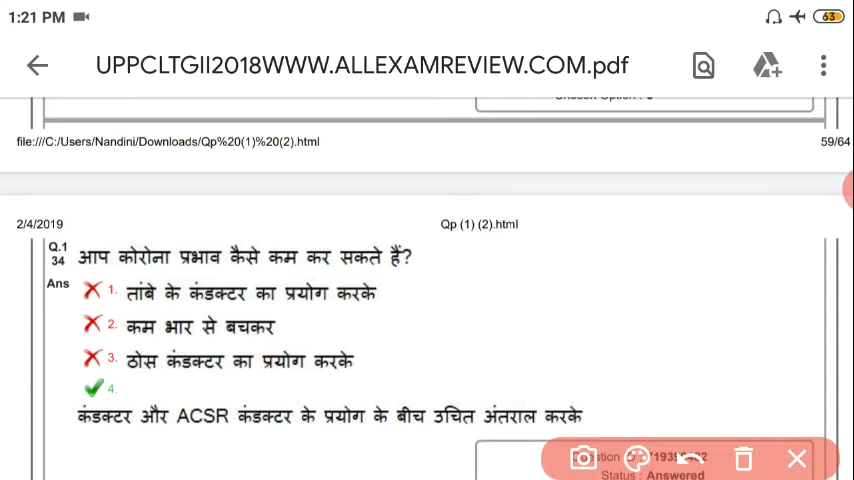 1:21 PM
63
UPPCLTGII2018WWW.ALLEXAMREVIEW.COM.pdf
file:///C:/Users/Nandini/Downloads/Qp%20(1)%20(2).html
59/64
2/4/2019
Qp (1) (2).html
Q.1
34 आप कोरोना प्रभाव कैसे कम कर सकते हैं?
Ans 1. तांबे के कंडक्टर का प्रयोग करके
2. कम भार से बचकर
3. ठोस कंडक्टर का प्रयोग करके
4.
कंडक्टर और ACSR कंडक्टर के प्रयोग के बीच उचित अंतराल करके
Status : Answered